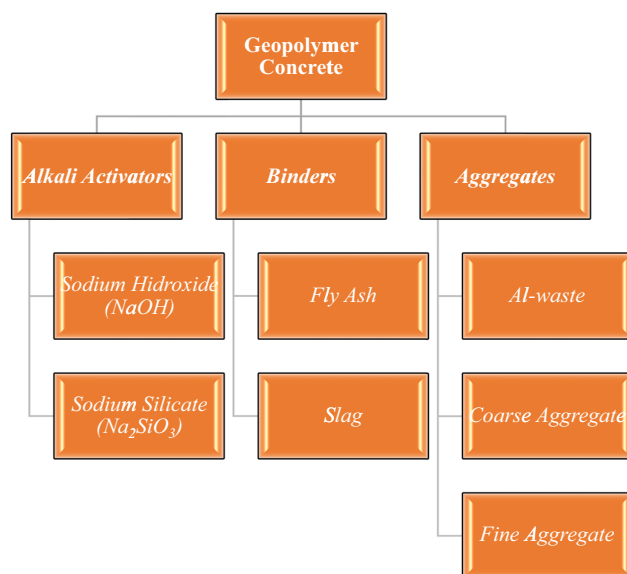 Geopolymer
Concrete
Alkali Activators
Binders
Aggregates
Sodium Hidroxide
(NaOH)
Fly Ash
Al-waste
Sodium Silicate
(Na₂SiO₃)
Slag
Coarse Aggregate
Fine Aggregate